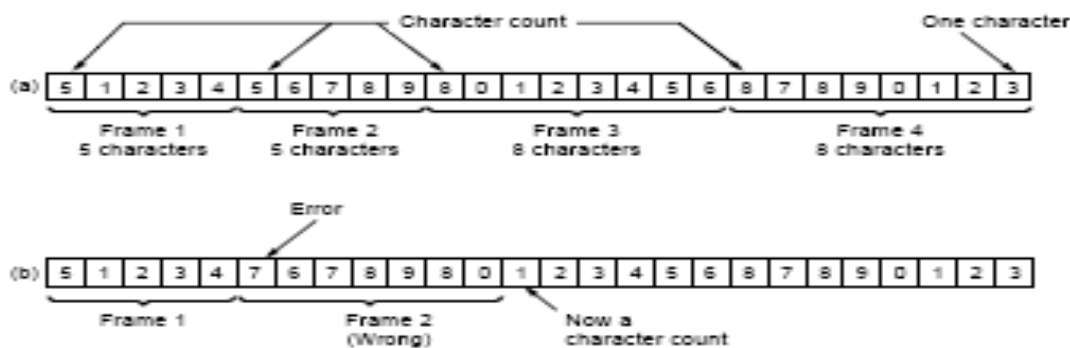 Character count One character
(a) 5 1 2 3 4 5 6 7 8 9 8 0 1 2 3 4 5 6 8 7 8 9 0 1 2 3
Frame 1 Frame 2 Frame 3 Frame 4
5 characters 5 characters 8 characters 8 characters
Error
(b) 5 1 2 3 4 7 6 7 8 9 8 0 1 2 3 4 5 6 8 7 8 9 0 1 2 3
Frame 1 Frame 2 Now a
(Wrong) character count